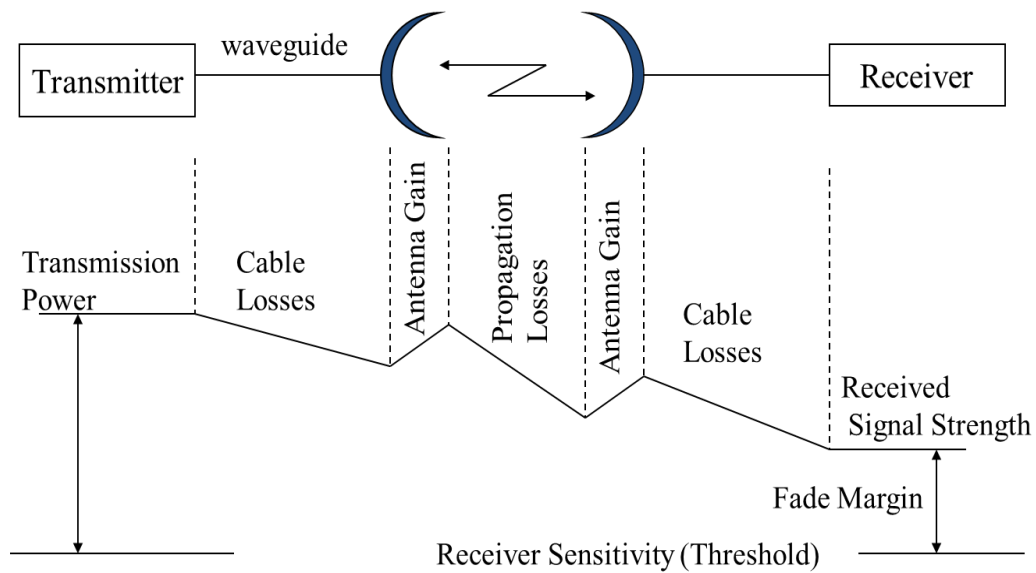 waveguide
Transmitter
Receiver
Antenna Gain
Propagation
Losses
Antenna Gain
Transmission
Power
Cable
Losses
Cable
Losses
Received
Signal Strength
Fade Margin
Receiver Sensitivity (Threshold)